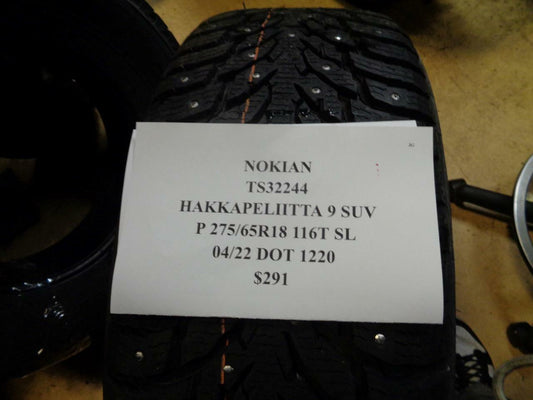 NOKIAN
TS32244
HAKKAPELIITTA 9 SUV
P 275/65R18 116T SL
04/22 DOT 1220
$291